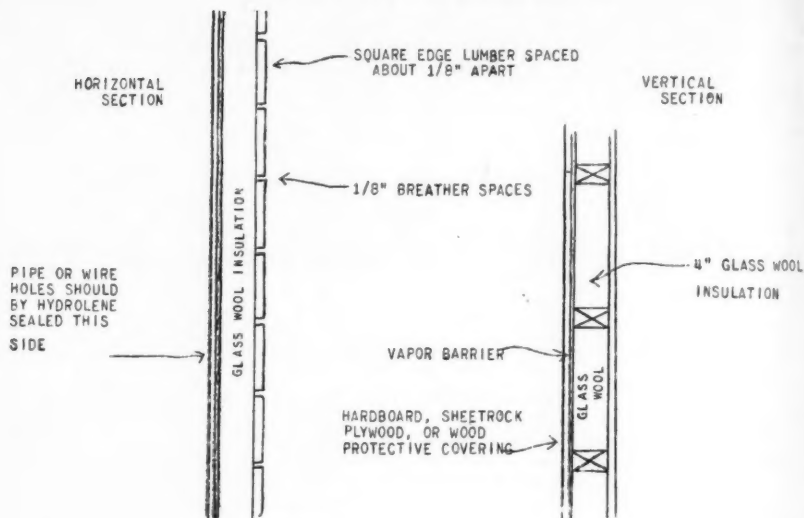 HORIZONTAL
SECTION
SQUARE EDGE LUMBER SPACED
ABOUT 1/8" APART
VERTICAL
SECTION
1/8" BREATHER SPACES
GLASS WOOL INSULATION
PIPE OR WIRE
HOLES SHOULD
BY HYDROLENE
SEALED THIS
SIDE
4" GLASS WOOL
INSULATION
VAPOR BARRIER
GLASS
WOOL
HARDBOARD, SHEETROCK
PLYWOOD, OR WOOD
PROTECTIVE COVERING